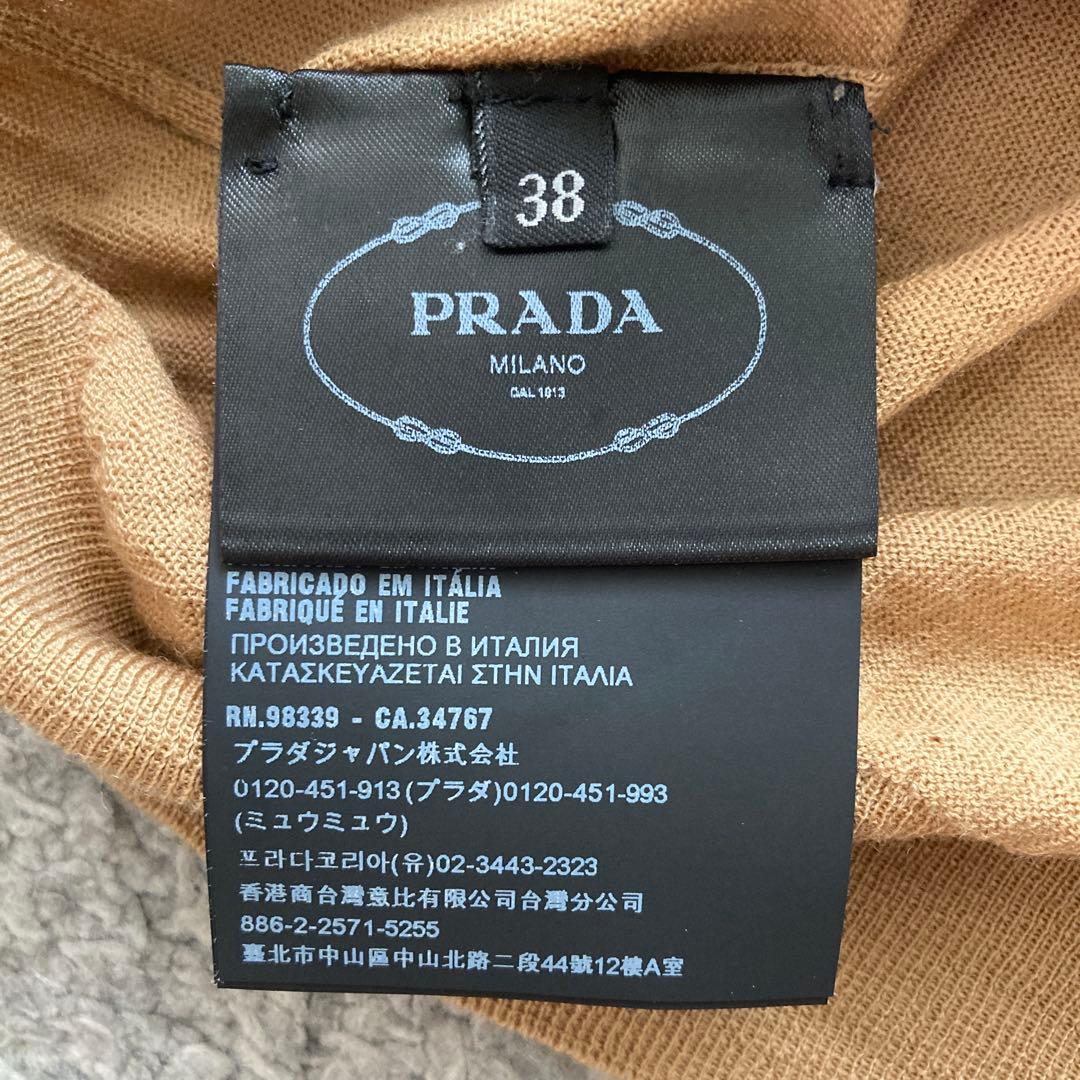 38
PRADA
MILANO
DAL 1913
FABRICADO EM ITÁLIA
FABRIQUÉ EN ITALIE
ПРОИЗВЕДЕНО В ИТАЛИЯ
ΚΑΤΑΣΚΕΥΑΖΕΤΑΙ ΣΤΗΝ ΙΤΑΛΙΑ
RN.98339 - CA.34767
プラダジャパン株式会社
0120-451-913(プラダ)0120-451-993
(ミュウミュウ)
프라다코리아(유)02-3443-2323
香港商台灣意比有限公司台灣分公司
886-2-2571-5255
臺北市中山區中山北路二段44號12樓A室